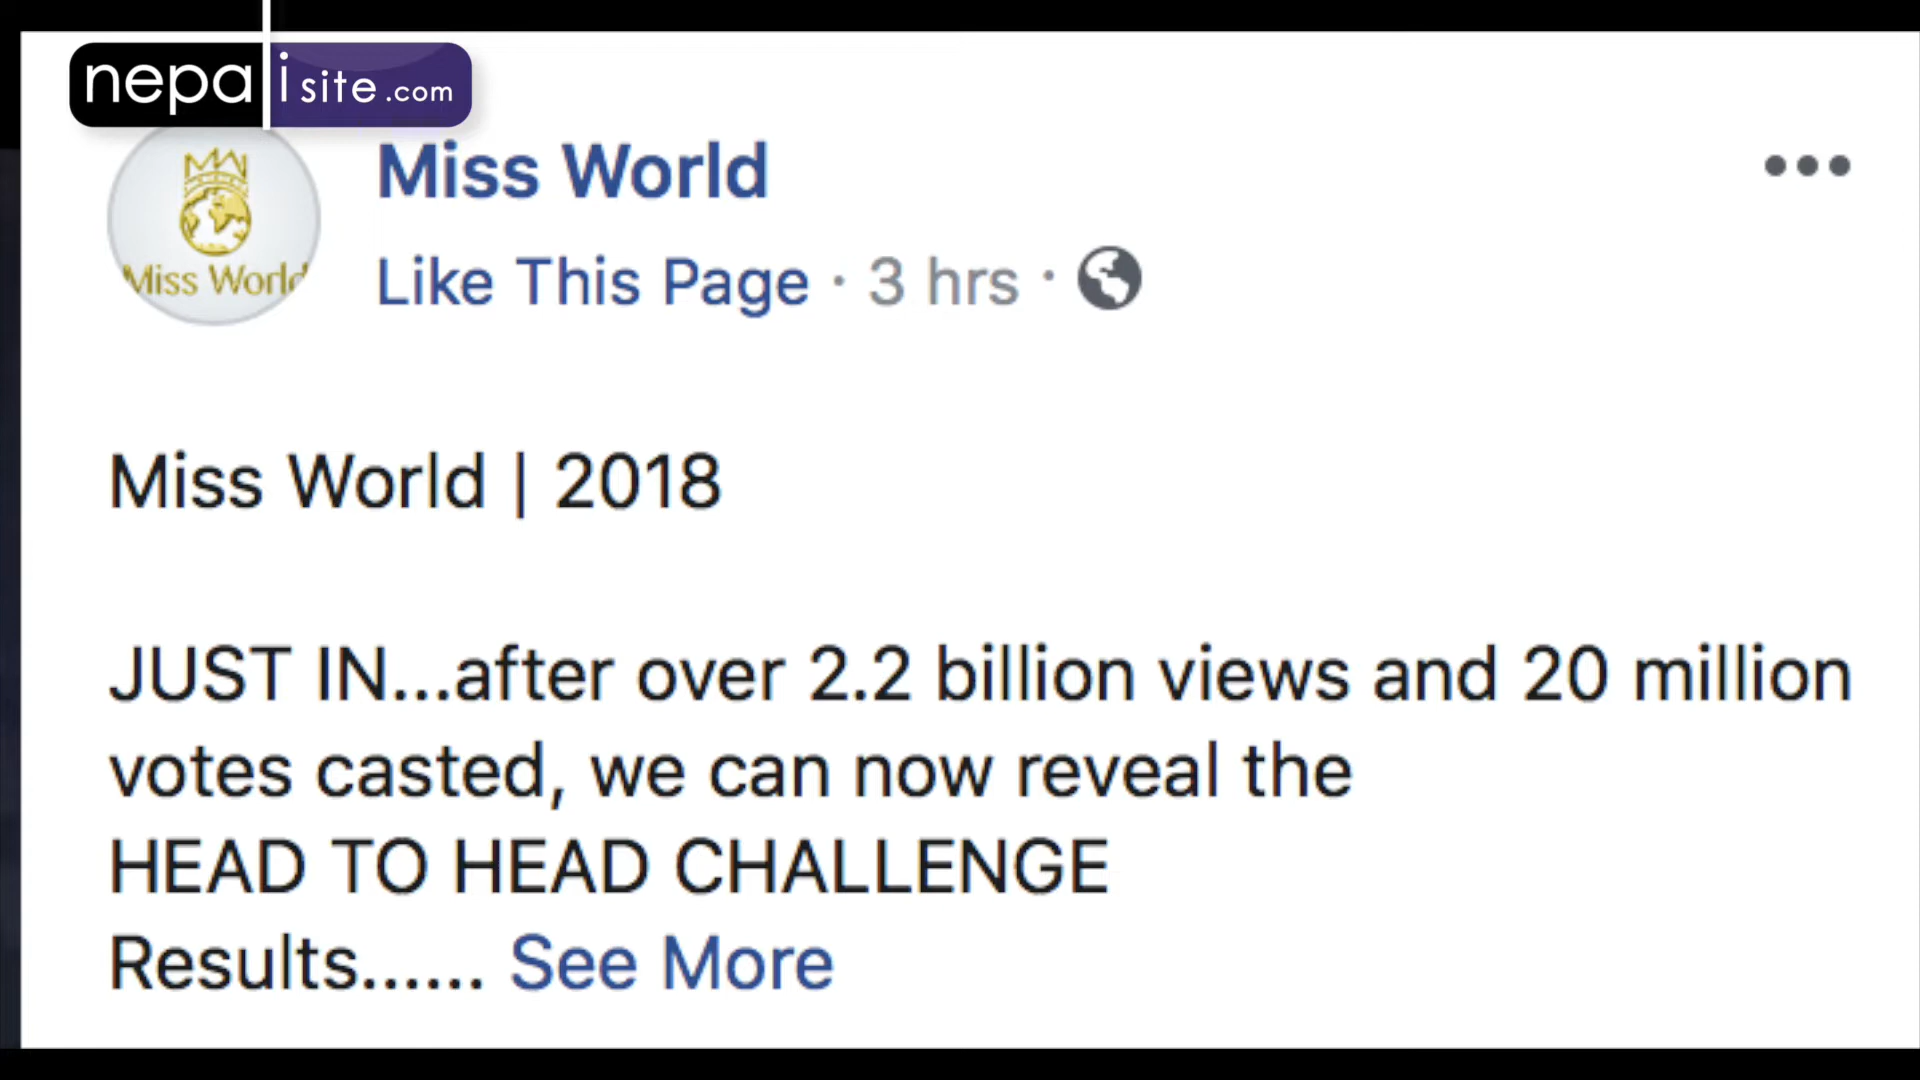 nepalisite.com
Miss World
Miss World
Like This Page · 3 hrs ·
Miss World | 2018
JUST IN...after over 2.2 billion views and 20 million
votes casted, we can now reveal the
HEAD TO HEAD CHALLENGE
Results...... See More